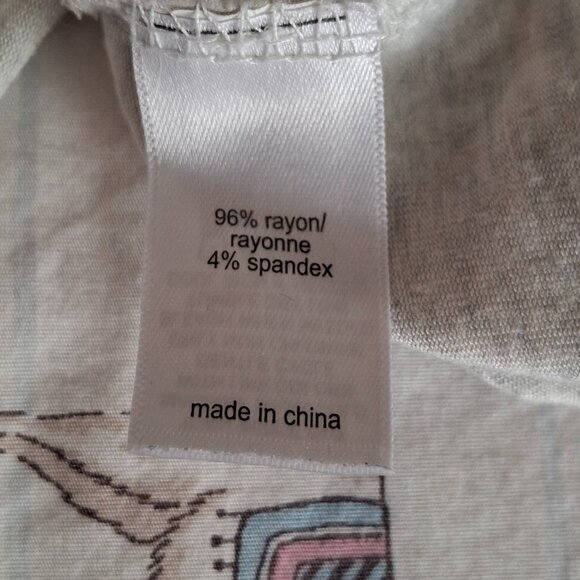 96% rayon/
rayonne
4% spandex
made in china